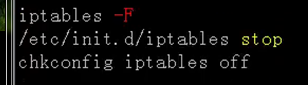 iptables -F
/etc/init.d/iptables stop
chkconfig iptables off